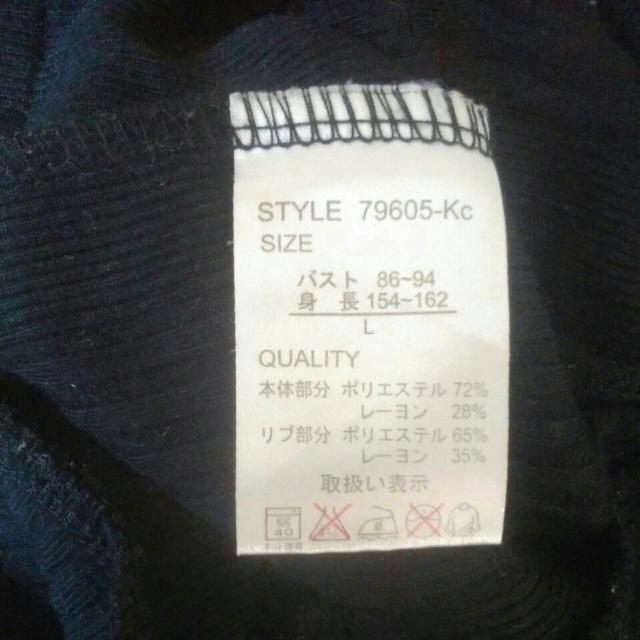 STYLE 79605-Kc
SIZE
バスト 86~94
身 長 154~162
L
QUALITY
本体部分 ポリエステル 72%
レーヨン 28%
リブ部分 ポリエステル 65%
レーヨン 35%
取扱い表示
40